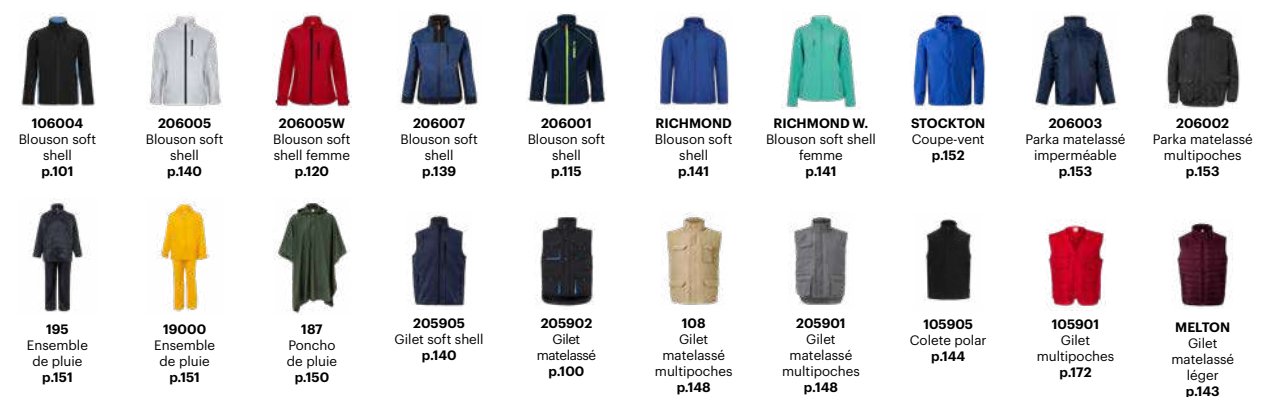 106004
Blouson soft
shell
p.101
206005
Blouson soft
shell
p.140
206005W
Blouson soft
shell femme
p.120
206007
Blouson soft
shell
p.139
206001
Blouson soft
shell
p.115
RICHMOND
Blouson soft
shell
p.141
RICHMOND W.
Blouson soft shell
femme
p.141
STOCKTON
Coupe-vent
p.152
206003
Parka matelassé
imperméable
p.153
206002
Parka matelassé
multipoches
p.153
195
Ensemble
de pluie
p.151
19000
Ensemble
de pluie
p.151
187
Poncho
de pluie
p.150
205905
Gilet soft shell
p.140
205902
Gilet
matelassé
p.100
108
Gilet
matelassé
multipoches
p.148
205901
Gilet
matelassé
multipoches
p.148
105905
Colete polar
p.144
105901
Gilet
multipoches
p.172
MELTON
Gilet
matelassé
léger
p.143